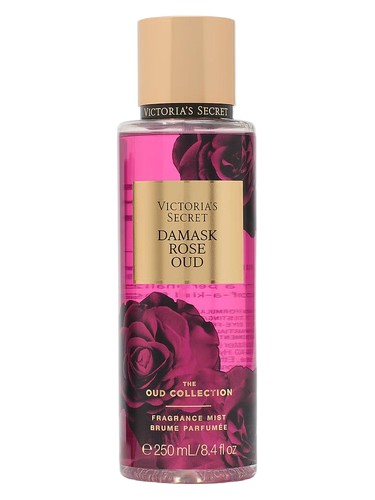 VICTORIA'S SECRET
VICTORIA'S
SECRET
DAMASK
ROSE
OUD
THE
OUD COLLECTION
FRAGRANCE MIST
BRUME PARFUMÉE
℮ 250 mL/8.4 fl oz